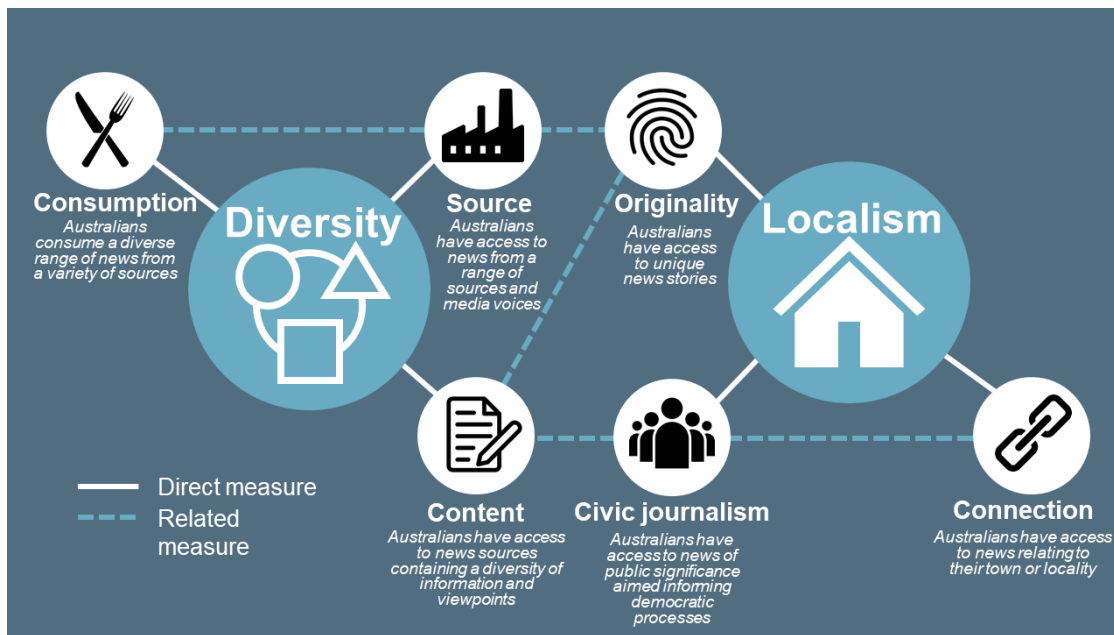 Consumption
Australians
consume a diverse
range of news from
a variety of sources
Diversity
Source
Australians
have access to
news from a
range of
sources and
media voices
Originality
Australians
have access
to unique
news stories
Localism
Content
Australians have access
to news sources
containing a diversity of
information and
viewpoints
Civic journalism
Australians have
access to news of
public significance
aimed informing
democratic
processes
Connection
Australians have access
to news relating to
their town or locality
Direct measure
Related
measure